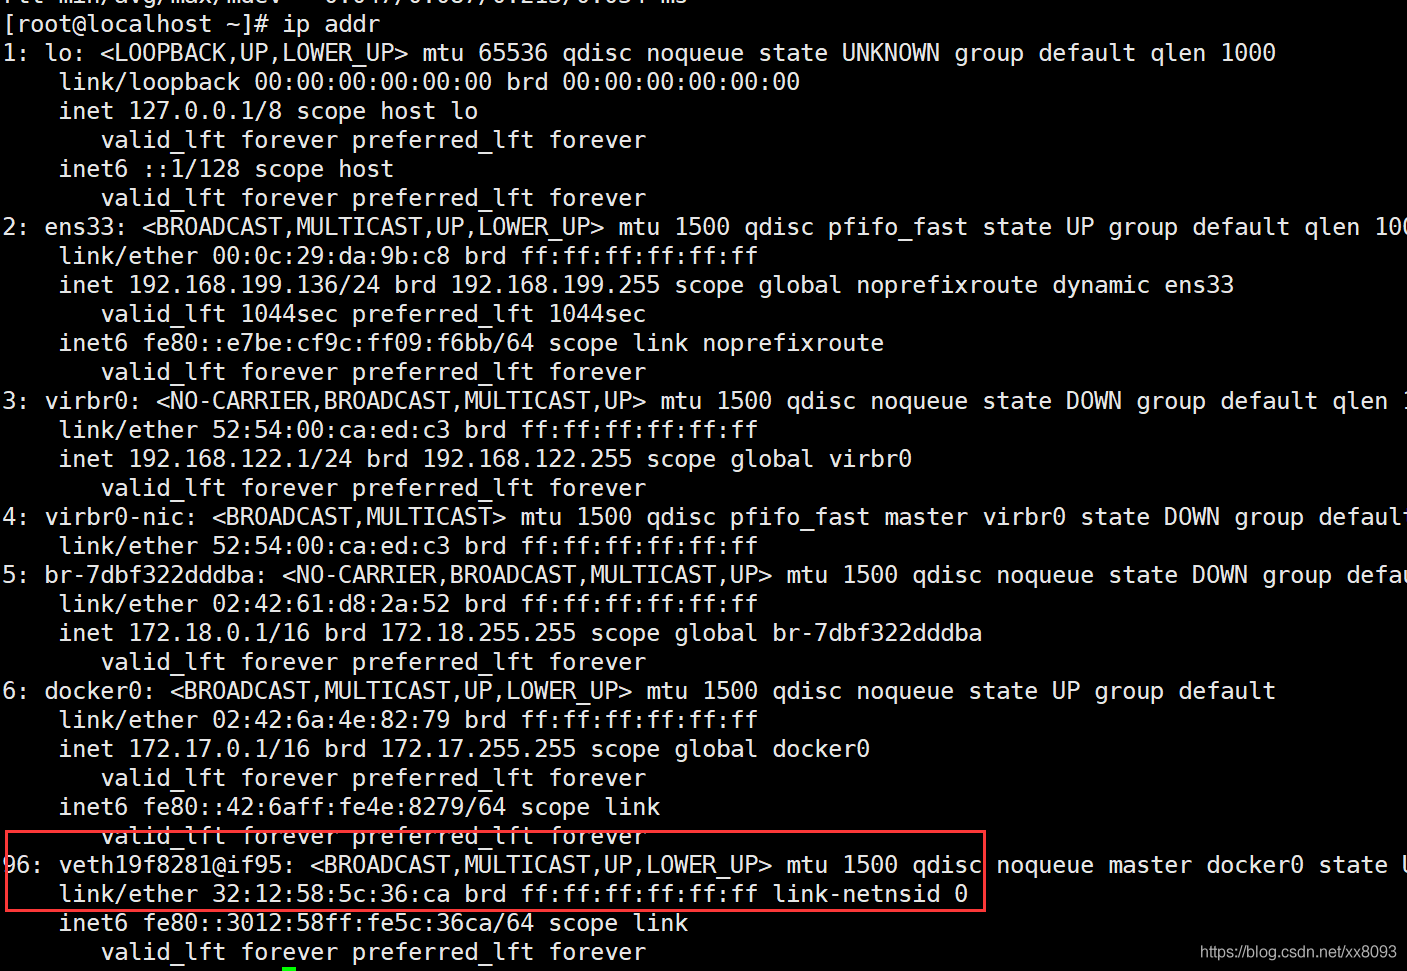 [root@localhost ~]# ip addr
1: lo: <LOOPBACK,UP,LOWER_UP> mtu 65536 qdisc noqueue state UNKNOWN group default qlen 1000
    link/loopback 00:00:00:00:00:00 brd 00:00:00:00:00:00
    inet 127.0.0.1/8 scope host lo
       valid_lft forever preferred_lft forever
    inet6 ::1/128 scope host
       valid_lft forever preferred_lft forever
2: ens33: <BROADCAST,MULTICAST,UP,LOWER_UP> mtu 1500 qdisc pfifo_fast state UP group default qlen 100
    link/ether 00:0c:29:da:9b:c8 brd ff:ff:ff:ff:ff:ff
    inet 192.168.199.136/24 brd 192.168.199.255 scope global noprefixroute dynamic ens33
       valid_lft 1044sec preferred_lft 1044sec
    inet6 fe80::e7be:cf9c:ff09:f6bb/64 scope link noprefixroute
       valid_lft forever preferred_lft forever
3: virbr0: <NO-CARRIER,BROADCAST,MULTICAST,UP> mtu 1500 qdisc noqueue state DOWN group default qlen 1
    link/ether 52:54:00:ca:ed:c3 brd ff:ff:ff:ff:ff:ff
    inet 192.168.122.1/24 brd 192.168.122.255 scope global virbr0
       valid_lft forever preferred_lft forever
4: virbr0-nic: <BROADCAST,MULTICAST> mtu 1500 qdisc pfifo_fast master virbr0 state DOWN group default
    link/ether 52:54:00:ca:ed:c3 brd ff:ff:ff:ff:ff:ff
5: br-7dbf322dddba: <NO-CARRIER,BROADCAST,MULTICAST,UP> mtu 1500 qdisc noqueue state DOWN group defau
    link/ether 02:42:61:d8:2a:52 brd ff:ff:ff:ff:ff:ff
    inet 172.18.0.1/16 brd 172.18.255.255 scope global br-7dbf322dddba
       valid_lft forever preferred_lft forever
6: docker0: <BROADCAST,MULTICAST,UP,LOWER_UP> mtu 1500 qdisc noqueue state UP group default
    link/ether 02:42:6a:4e:82:79 brd ff:ff:ff:ff:ff:ff
    inet 172.17.0.1/16 brd 172.17.255.255 scope global docker0
       valid_lft forever preferred_lft forever
    inet6 fe80::42:6aff:fe4e:8279/64 scope link
       valid_lft forever preferred_lft forever
96: veth19f8281@if95: <BROADCAST,MULTICAST,UP,LOWER_UP> mtu 1500 qdisc noqueue master docker0 state U
    link/ether 32:12:58:5c:36:ca brd ff:ff:ff:ff:ff:ff link-netnsid 0
    inet6 fe80::3012:58ff:fe5c:36ca/64 scope link
       valid_lft forever preferred_lft forever
https://blog.csdn.net/xx8093